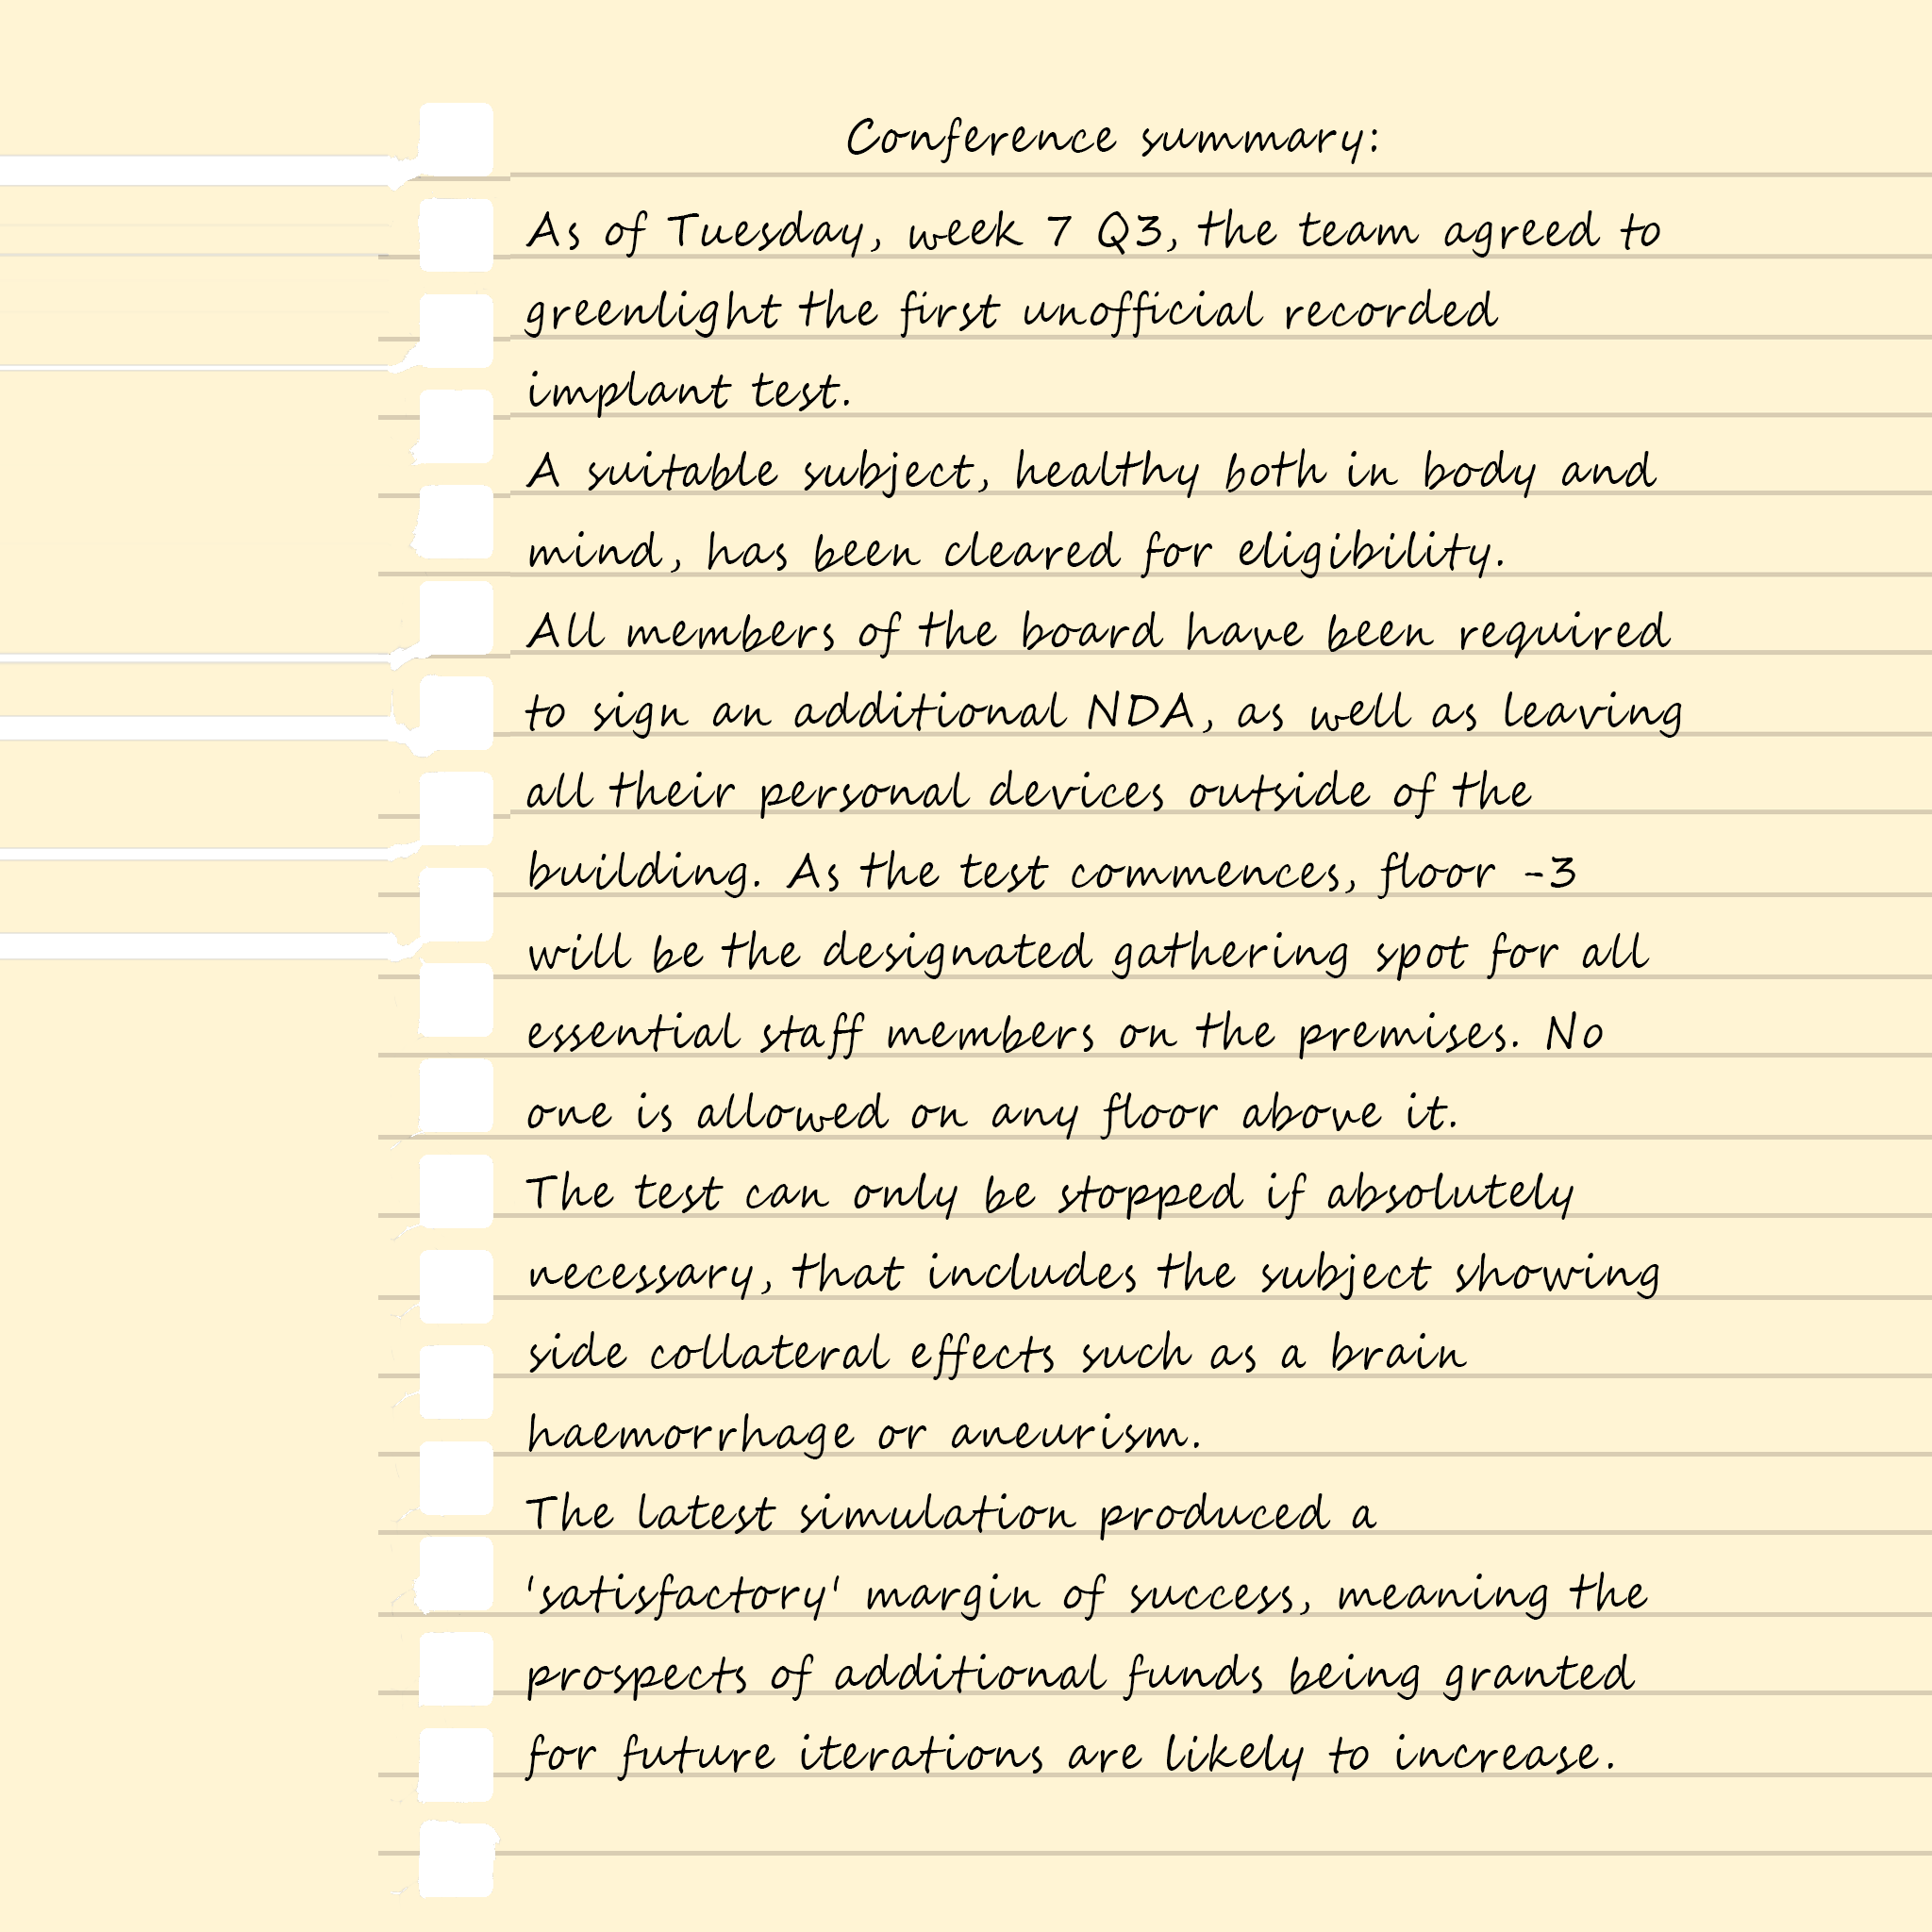 Conference summary:
As of Tuesday, week 7 Q3, the team agreed to
greenlight the first unofficial recorded
implant test.
A suitable subject, healthy both in body and
mind, has been cleared for eligibility.
All members of the board have been required
to sign an additional NDA, as well as leaving
all their personal devices outside of the
building. As the test commences, floor -3
will be the designated gathering spot for all
essential staff members on the premises. No
one is allowed on any floor above it.
The test can only be stopped if absolutely
necessary, that includes the subject showing
side collateral effects such as a brain
haemorrhage or aneurism.
The latest simulation produced a
'satisfactory' margin of success, meaning the
prospects of additional funds being granted
for future iterations are likely to increase.